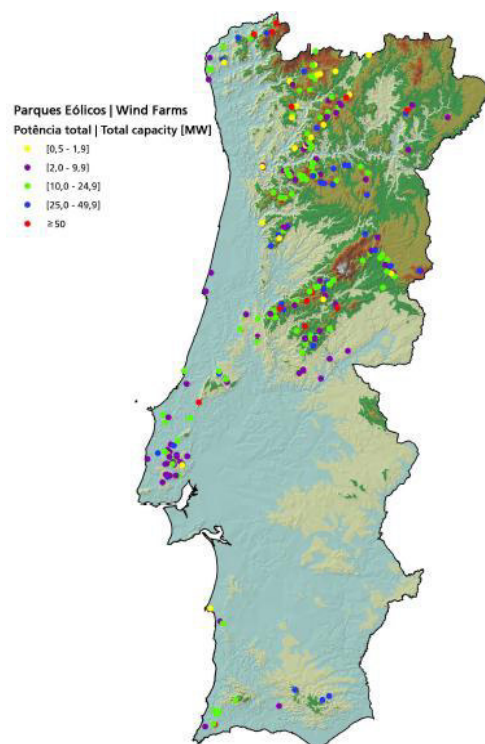 Parques Eólicos | Wind Farms
Potência total | Total capacity [MW]
[0,5 - 1,9]
[2,0 - 9,9]
[10,0 - 24,9]
[25,0 - 49,9]
≥ 50